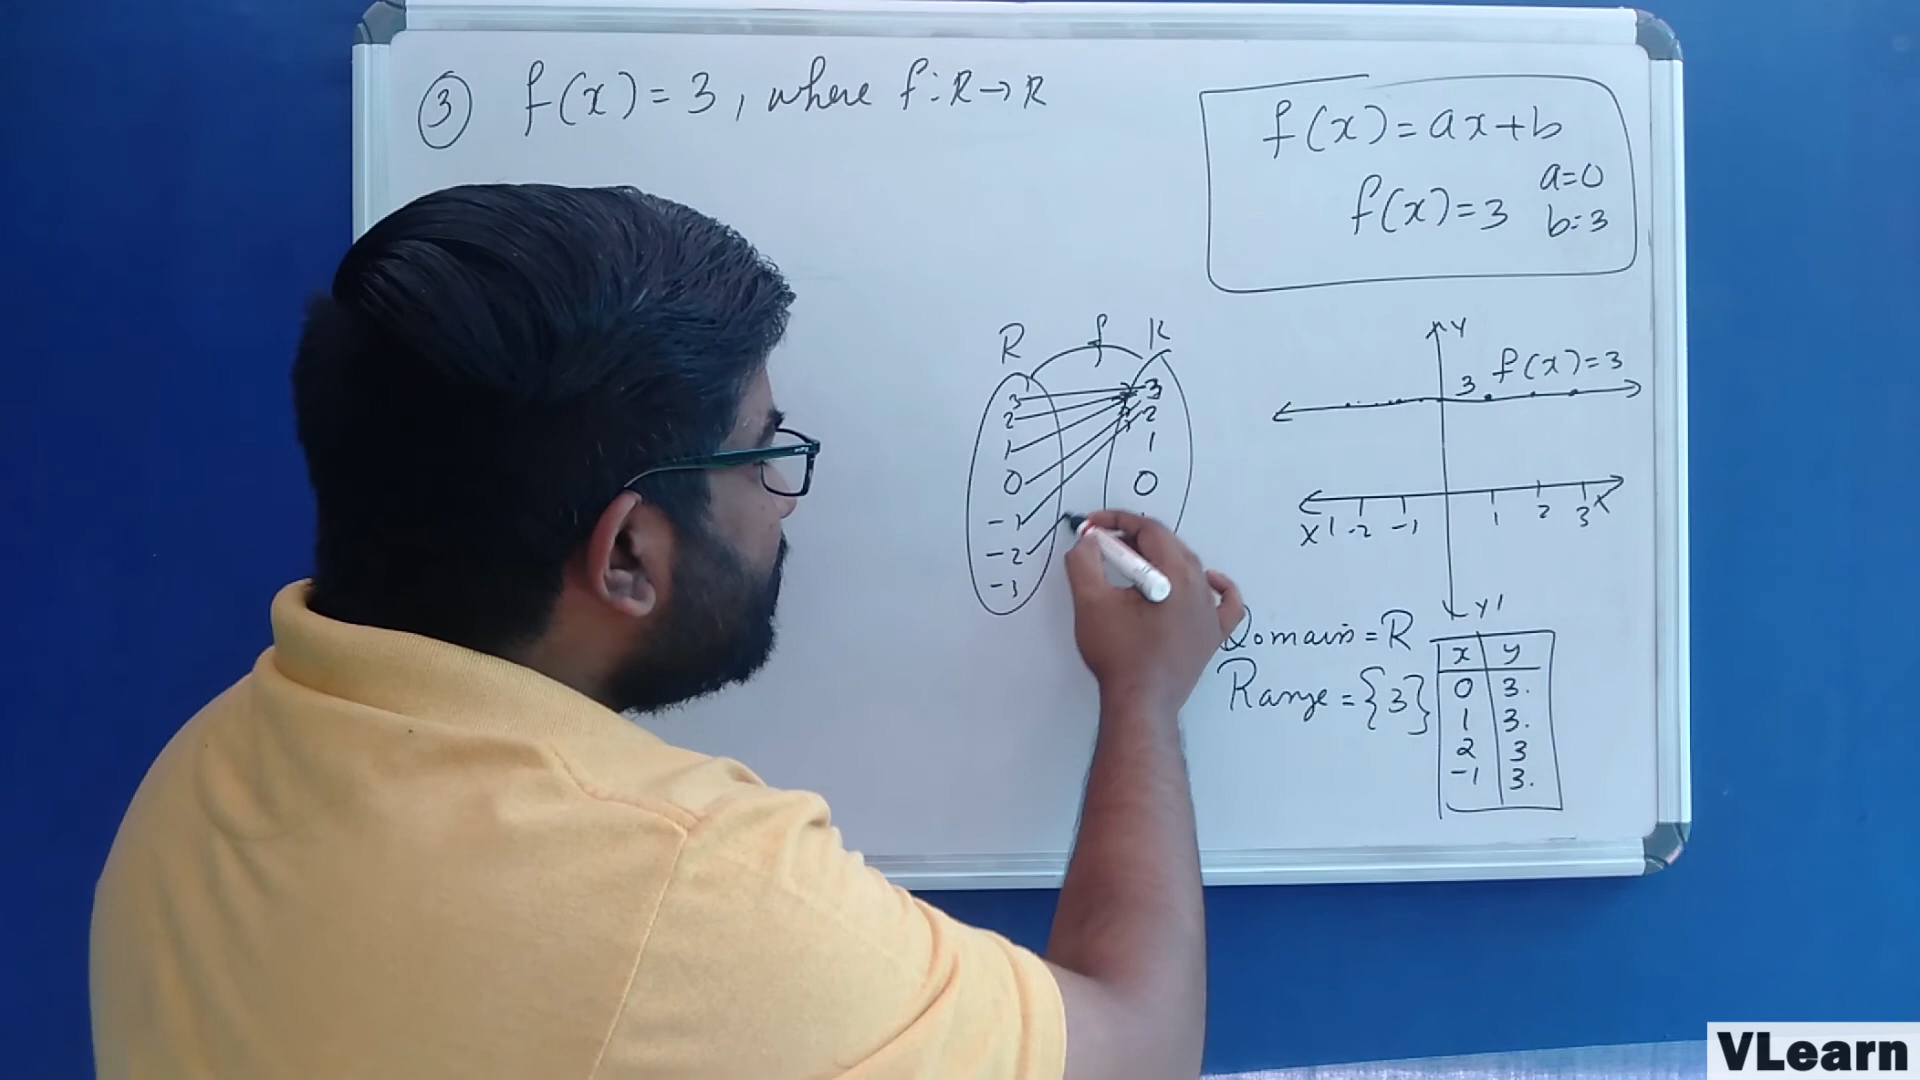 ③ f(x) = 3, where f: R → R
f(x) = ax + b
f(x) = 3
a = 0
b = 3
R f R
3
2
1
0
-1
-2
-3
3
2
1
0
Y
3 f(x) = 3
X' -2 -1 1 2 3 X
Y'
Domain = R
Range = {3}
x y
0 3.
1 3.
2 3
-1 3.
VLearn